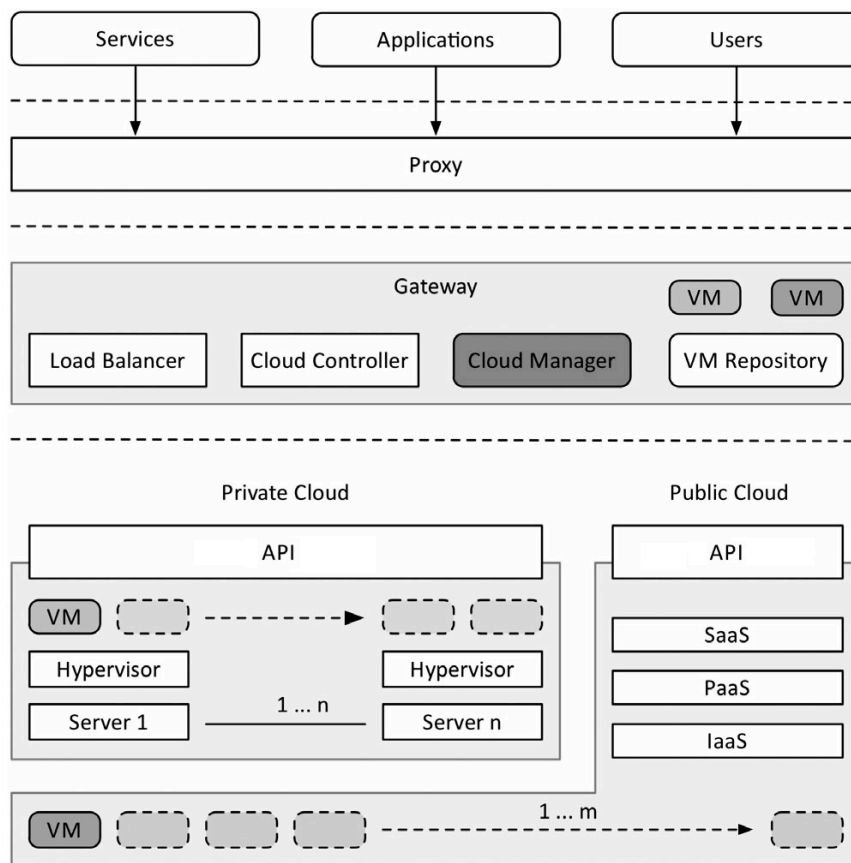 Services
Applications
Users
Proxy
Gateway
VM
VM
Load Balancer
Cloud Controller
Cloud Manager
VM Repository
Private Cloud
Public Cloud
API
API
VM
SaaS
Hypervisor
Hypervisor
PaaS
Server 1
1 ... n
Server n
IaaS
VM
1 ... m